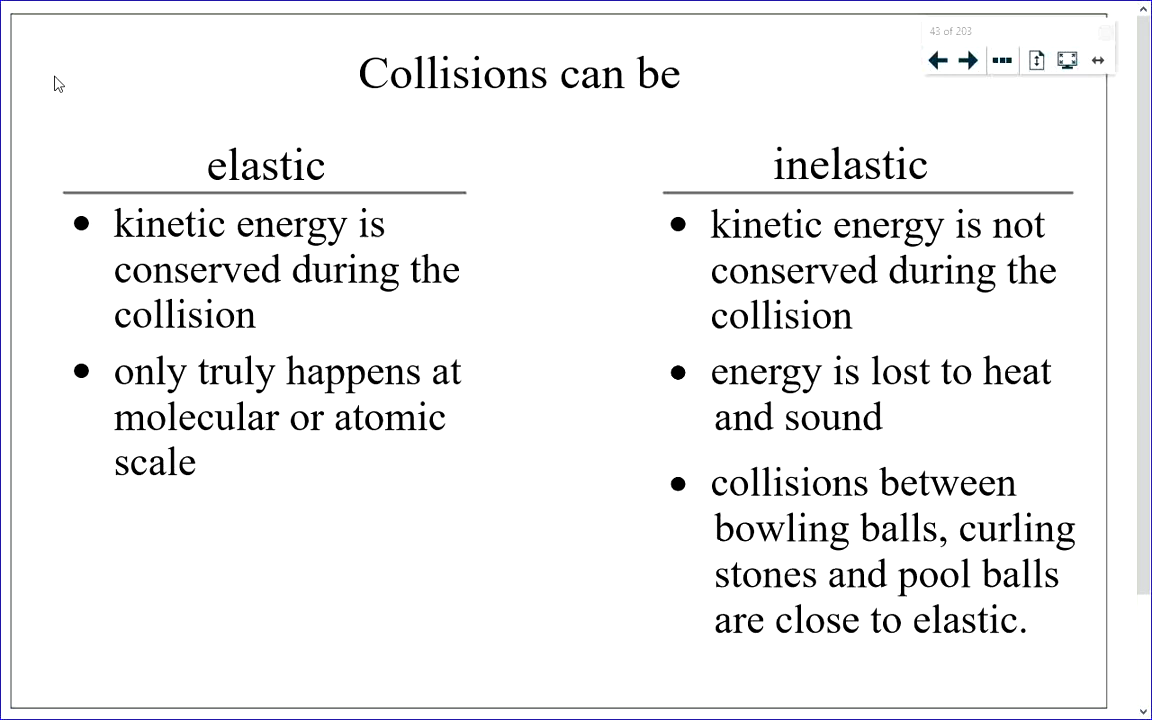 43 of 203
Collisions can be
elastic
• kinetic energy is
conserved during the
collision
• only truly happens at
molecular or atomic
scale
inelastic
• kinetic energy is not
conserved during the
collision
• energy is lost to heat
and sound
• collisions between
bowling balls, curling
stones and pool balls
are close to elastic.